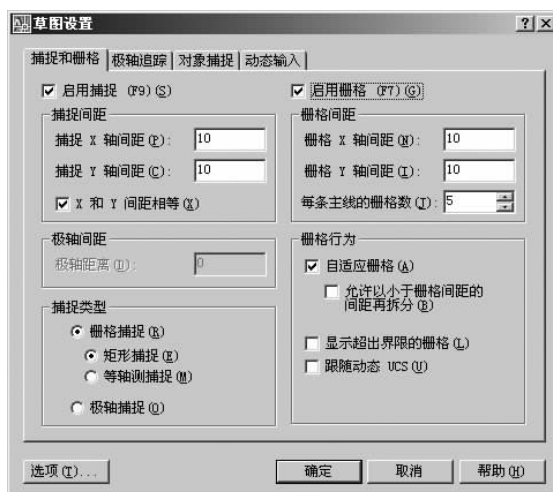 草图设置
捕捉和栅格 极轴追踪 对象捕捉 动态输入
启用捕捉 (F9)(S)
捕捉间距
捕捉 X 轴间距(P): 10
捕捉 Y 轴间距(C): 10
X 和 Y 间距相等(X)
极轴间距
极轴距离(D): 0
捕捉类型
栅格捕捉(R)
矩形捕捉(E)
等轴测捕捉(M)
极轴捕捉(O)
启用栅格 (F7)(G)
栅格间距
栅格 X 轴间距(N): 10
栅格 Y 轴间距(I): 10
每条主线的栅格数(J): 5
栅格行为
自适应栅格(A)
允许以小于栅格间距的
间距再拆分(B)
显示超出界限的栅格(L)
跟随动态 UCS(U)
选项(T)... 确定 取消 帮助(H)